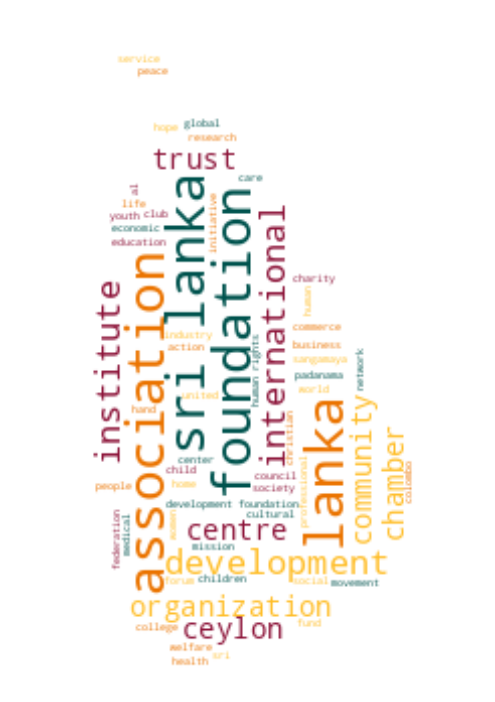 service
peace
hope
global
research
trust
care
al
life
youth
club
economic
education
initiative
sri lanka
foundation
international
association
institute
charity
human
commerce
business
sangamaya
padanama
network
world
industry
action
human rights
united
hand
lanka
community
chamber
colombo
christian
professional
center
child
home
council
society
people
development foundation
cultural
women
centre
federation
medical
mission
development
forum
children
social
movement
organization
college
ceylon
fund
welfare
sri
health